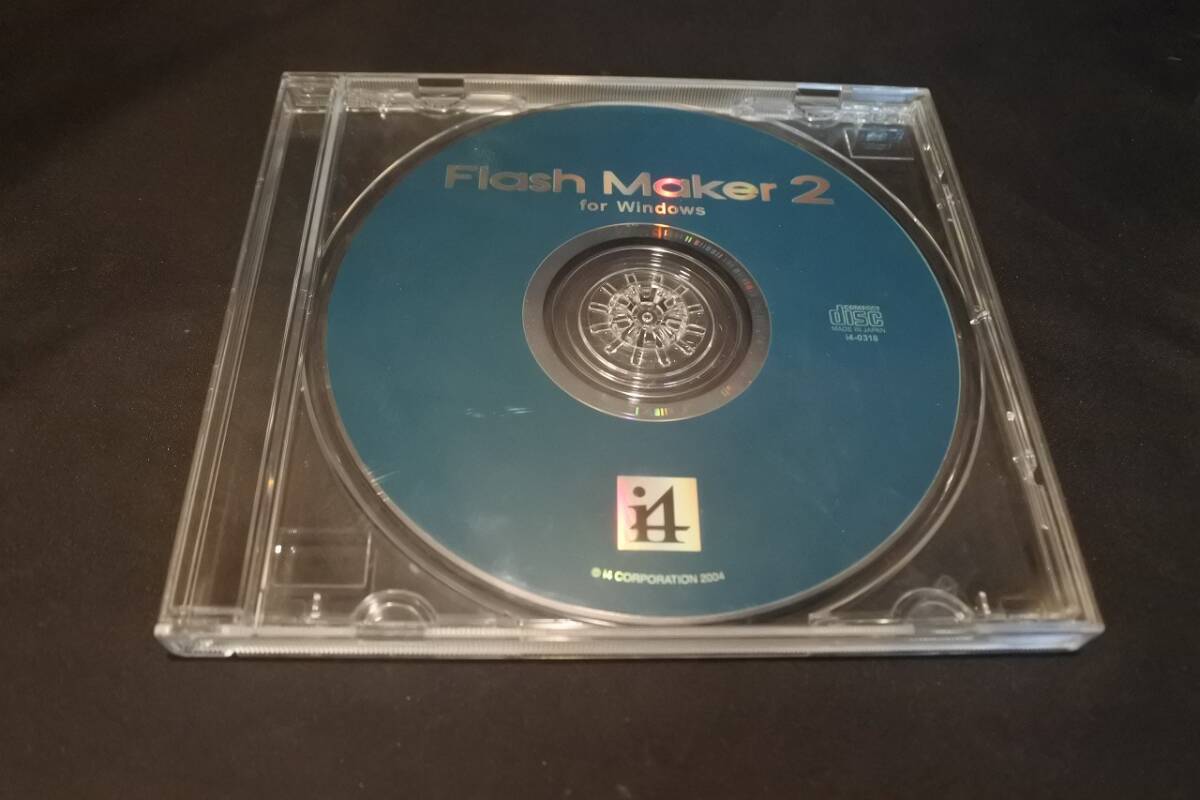 Flash Maker 2
for Windows
COMPACT
disc
MADE IN JAPAN
i4-0318
i4
© i4 CORPORATION 2004